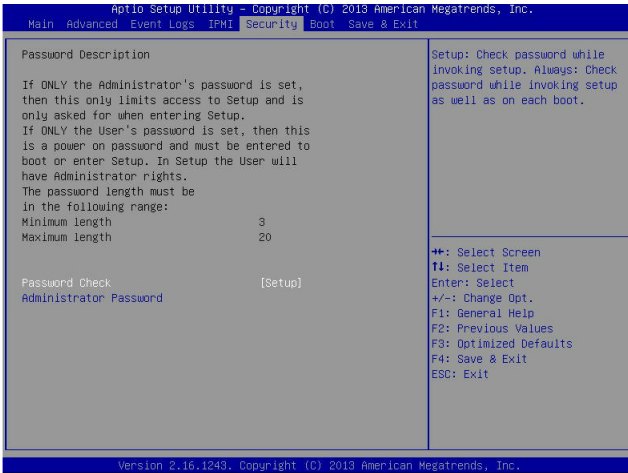 Aptio Setup Utility – Copyright (C) 2013 American Megatrends, Inc.
Main Advanced Event Logs IPMI Security Boot Save & Exit
Password Description
If ONLY the Administrator's password is set,
then this only limits access to Setup and is
only asked for when entering Setup.
If ONLY the User's password is set, then this
is a power on password and must be entered to
boot or enter Setup. In Setup the User will
have Administrator rights.
The password length must be
in the following range:
Minimum length 3
Maximum length 20
Password Check [Setup]
Administrator Password
Setup: Check password while
invoking setup. Always: Check
password while invoking setup
as well as on each boot.
→←: Select Screen
↑↓: Select Item
Enter: Select
+/-: Change Opt.
F1: General Help
F2: Previous Values
F3: Optimized Defaults
F4: Save & Exit
ESC: Exit
Version 2.16.1243. Copyright (C) 2013 American Megatrends, Inc.